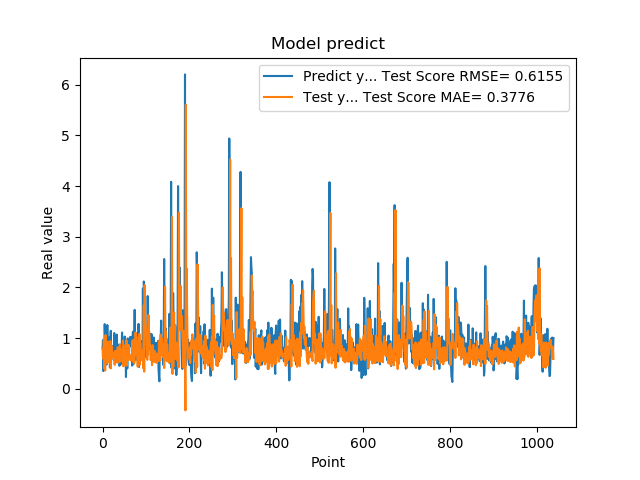 Model predict
Predict y... Test Score RMSE= 0.6155
Test y... Test Score MAE= 0.3776
Real value
6
5
4
3
2
1
0
0 200 400 600 800 1000
Point